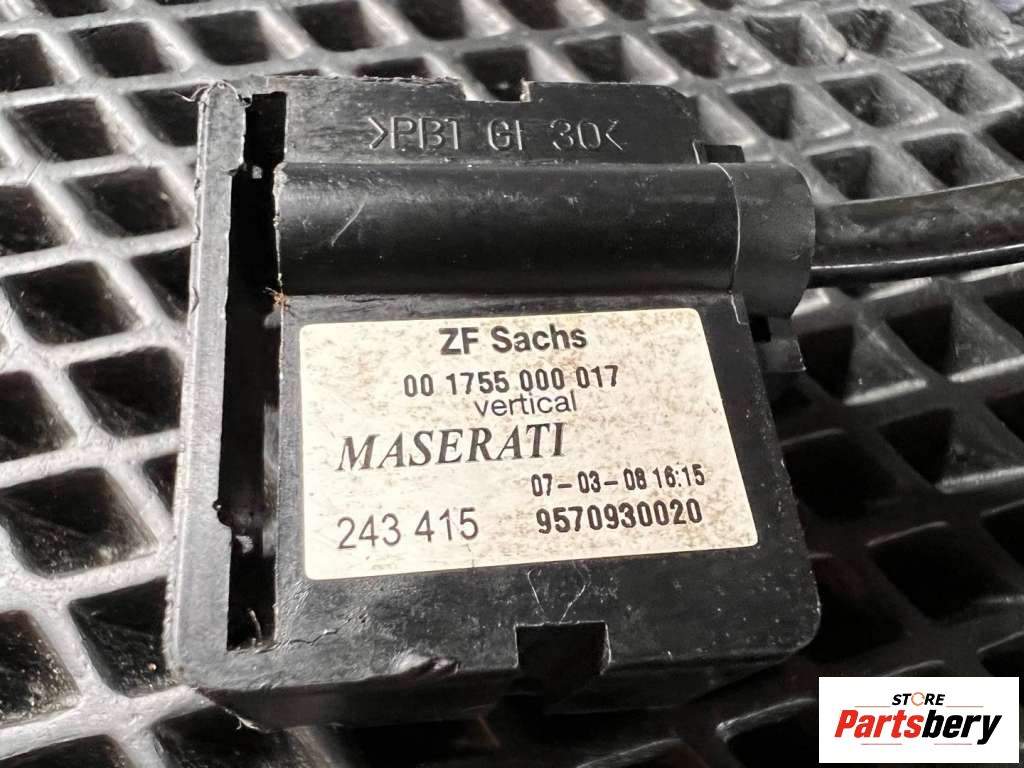 >PBT GF 30<
ZF Sachs
00 1755 000 017
vertical
MASERATI
07-03-08 16:15
243 415 9570930020
STORE
Partsbery